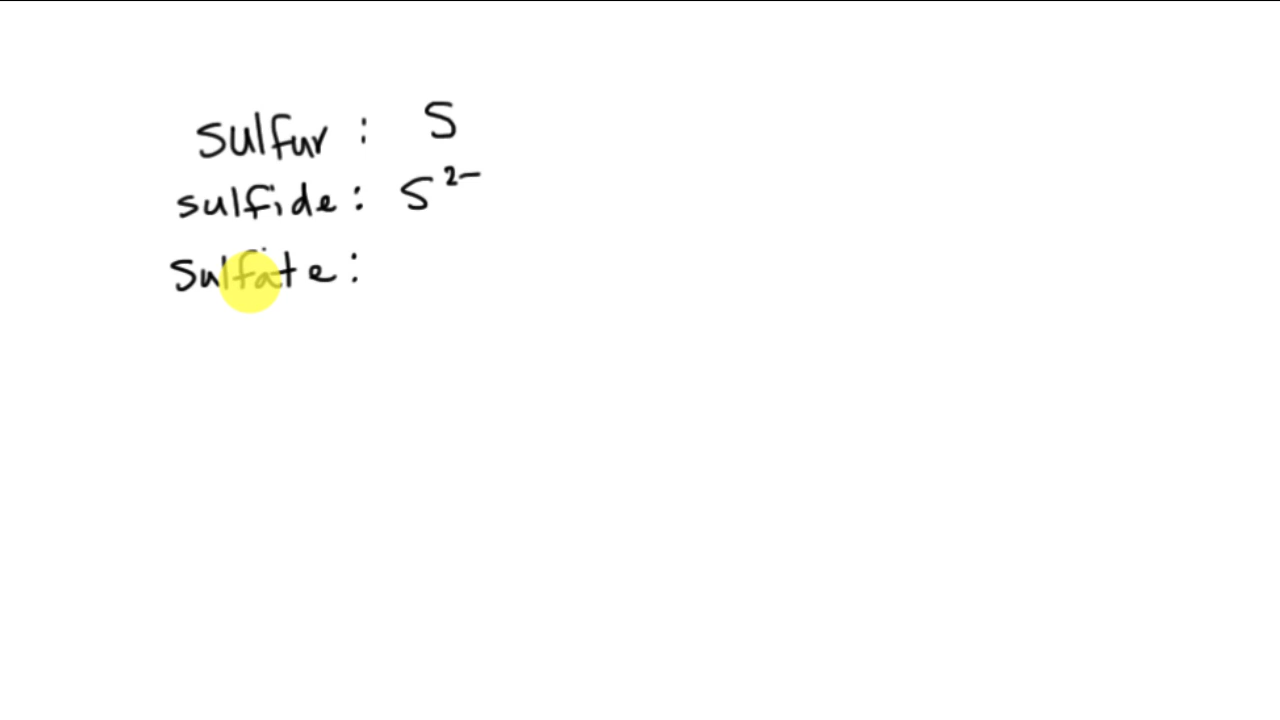 sulfur : S
sulfide : S²⁻
Sulfate :